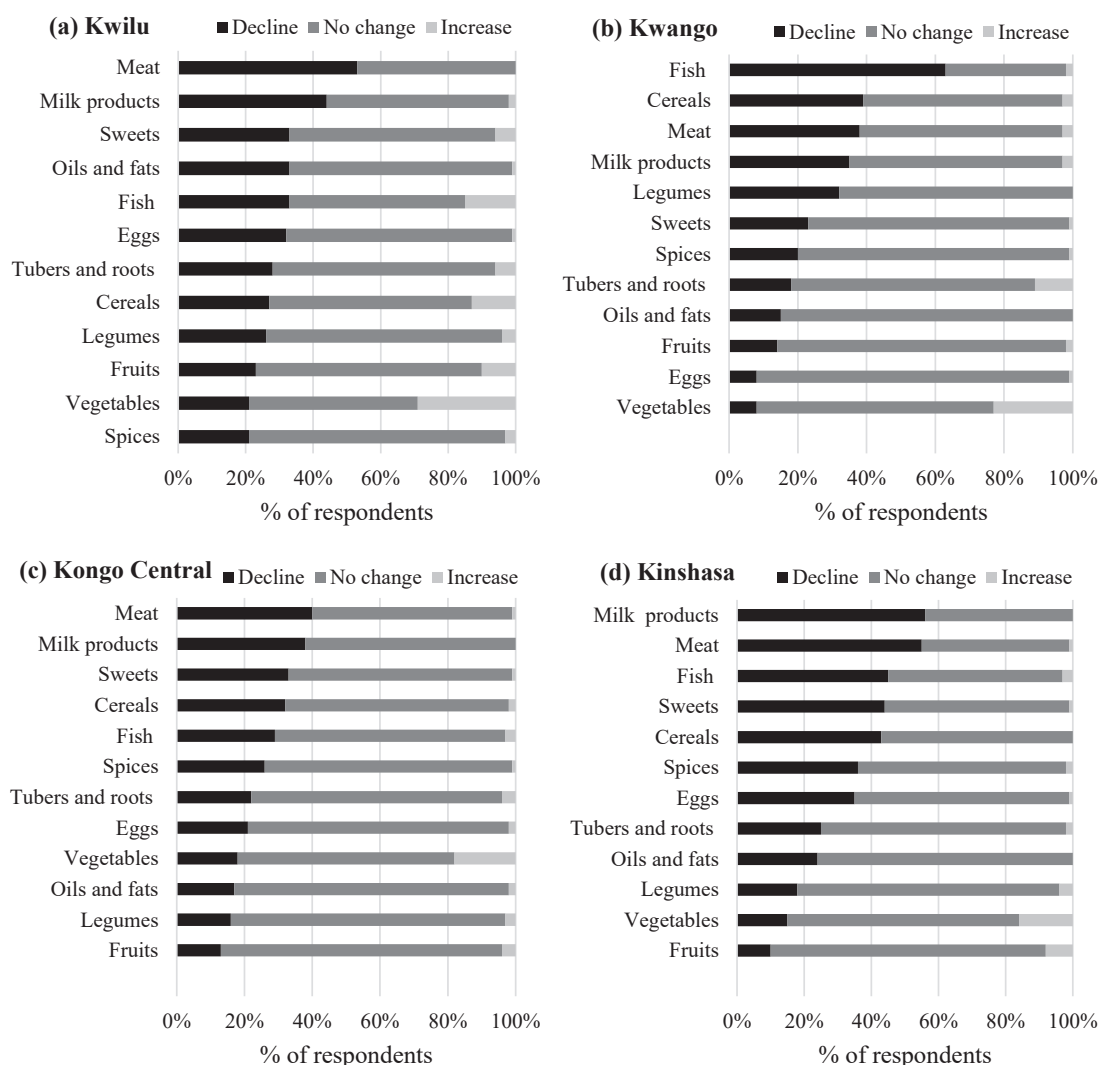 (a) Kwilu
Decline No change Increase
Meat
Milk products
Sweets
Oils and fats
Fish
Eggs
Tubers and roots
Cereals
Legumes
Fruits
Vegetables
Spices
0% 20% 40% 60% 80% 100%
% of respondents
(b) Kwango
Decline No change Increase
Fish
Cereals
Meat
Milk products
Legumes
Sweets
Spices
Tubers and roots
Oils and fats
Fruits
Eggs
Vegetables
0% 20% 40% 60% 80% 100%
% of respondents
(c) Kongo Central
Decline No change Increase
Meat
Milk products
Sweets
Cereals
Fish
Spices
Tubers and roots
Eggs
Vegetables
Oils and fats
Legumes
Fruits
0% 20% 40% 60% 80% 100%
% of respondents
(d) Kinshasa
Decline No change Increase
Milk products
Meat
Fish
Sweets
Cereals
Spices
Eggs
Tubers and roots
Oils and fats
Legumes
Vegetables
Fruits
0% 20% 40% 60% 80% 100%
% of respondents